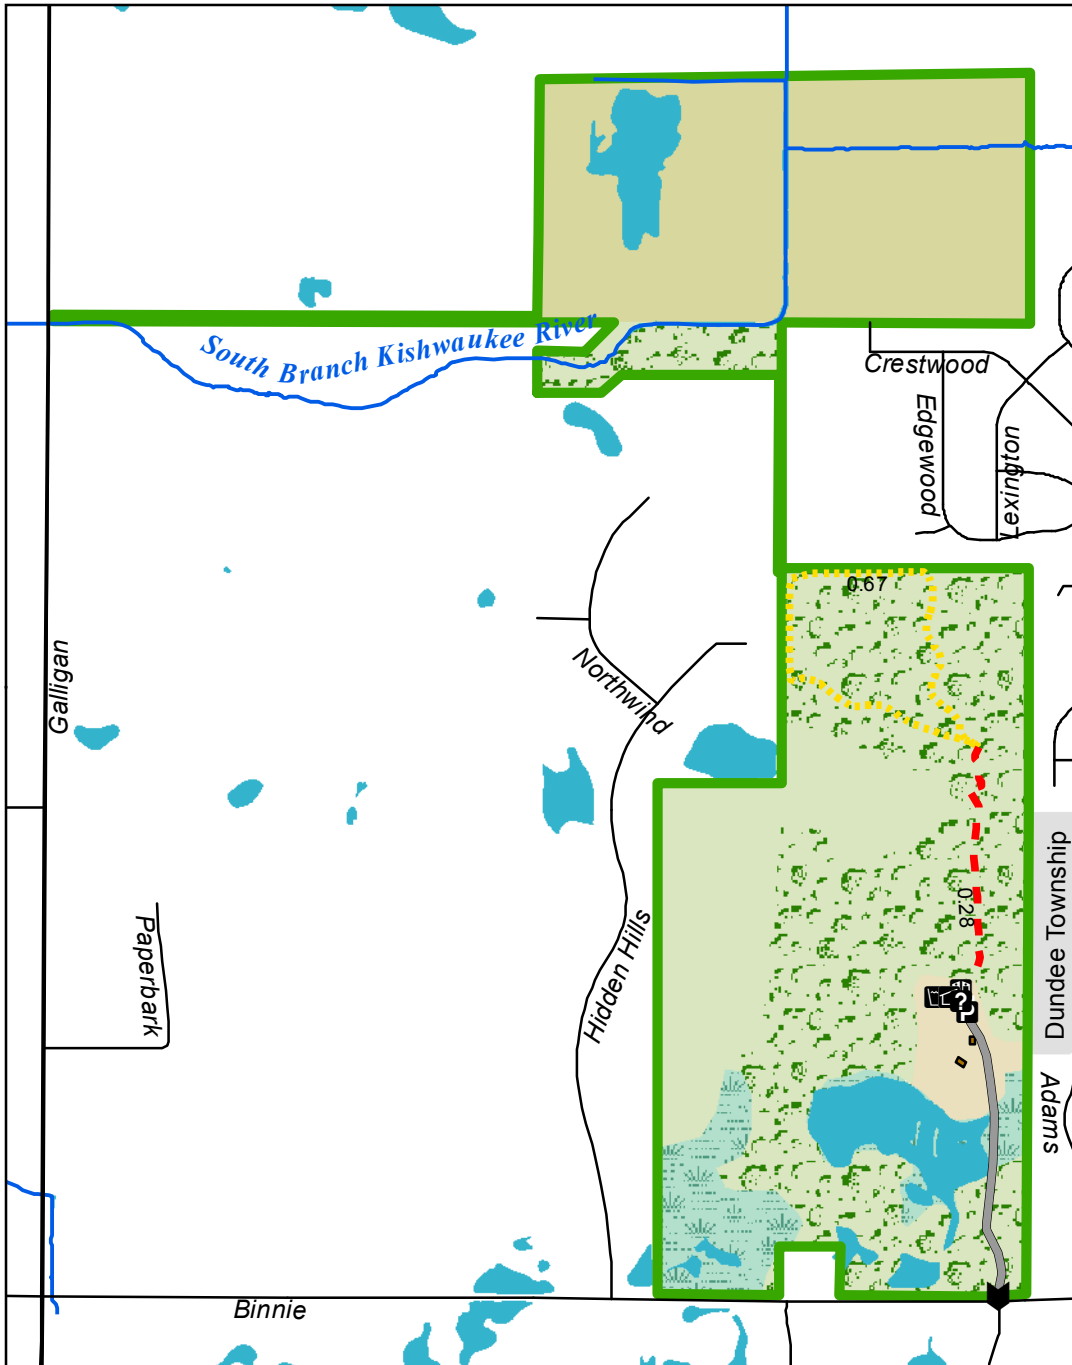 South Branch Kishwaukee River
Crestwood
Edgewood
Lexington
0.67
Galligan
Northwind
Dundee Township
0.28
Paperbark
Hidden Hills
?
P
Adams
Binnie